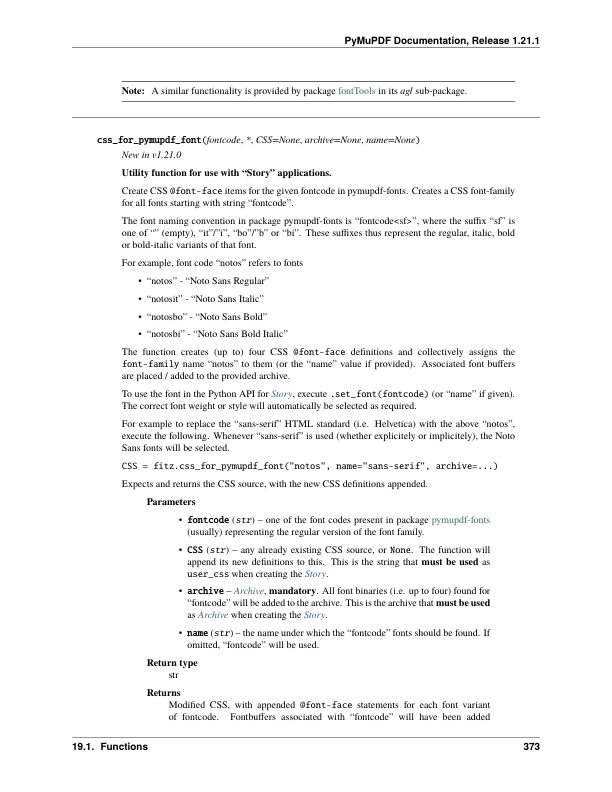 PyMuPDF Documentation, Release 1.21.1
Note: A similar functionality is provided by package fontTools in its agl sub-package.
css_for_pymupdf_font(fontcode, *, CSS=None, archive=None, name=None)
New in v1.21.0
Utility function for use with “Story” applications.
Create CSS @font-face items for the given fontcode in pymupdf-fonts. Creates a CSS font-family
for all fonts starting with string “fontcode”.
The font naming convention in package pymupdf-fonts is “fontcode<sf>”, where the suffix “sf” is
one of “” (empty), “it”/”i”, “bo”/”b” or “bi”. These suffixes thus represent the regular, italic, bold
or bold-italic variants of that font.
For example, font code “notos” refers to fonts
• “notos” - “Noto Sans Regular”
• “notosit” - “Noto Sans Italic”
• “notosbo” - “Noto Sans Bold”
• “notosbi” - “Noto Sans Bold Italic”
The function creates (up to) four CSS @font-face definitions and collectively assigns the
font-family name “notos” to them (or the “name” value if provided). Associated font buffers
are placed / added to the provided archive.
To use the font in the Python API for Story, execute .set_font(fontcode) (or “name” if given).
The correct font weight or style will automatically be selected as required.
For example to replace the “sans-serif” HTML standard (i.e. Helvetica) with the above “notos”,
execute the following. Whenever “sans-serif” is used (whether explicitly or implicitly), the Noto
Sans fonts will be selected.
CSS = fitz.css_for_pymupdf_font("notos", name="sans-serif", archive=...)
Expects and returns the CSS source, with the new CSS definitions appended.
Parameters
• fontcode (str) – one of the font codes present in package pymupdf-fonts
(usually) representing the regular version of the font family.
• CSS (str) – any already existing CSS source, or None. The function will
append its new definitions to this. This is the string that must be used as
user_css when creating the Story.
• archive – Archive, mandatory. All font binaries (i.e. up to four) found for
“fontcode” will be added to the archive. This is the archive that must be used
as Archive when creating the Story.
• name (str) – the name under which the “fontcode” fonts should be found. If
omitted, “fontcode” will be used.
Return type
str
Returns
Modified CSS, with appended @font-face statements for each font variant
of fontcode. Fontbuffers associated with “fontcode” will have been added
19.1. Functions 373